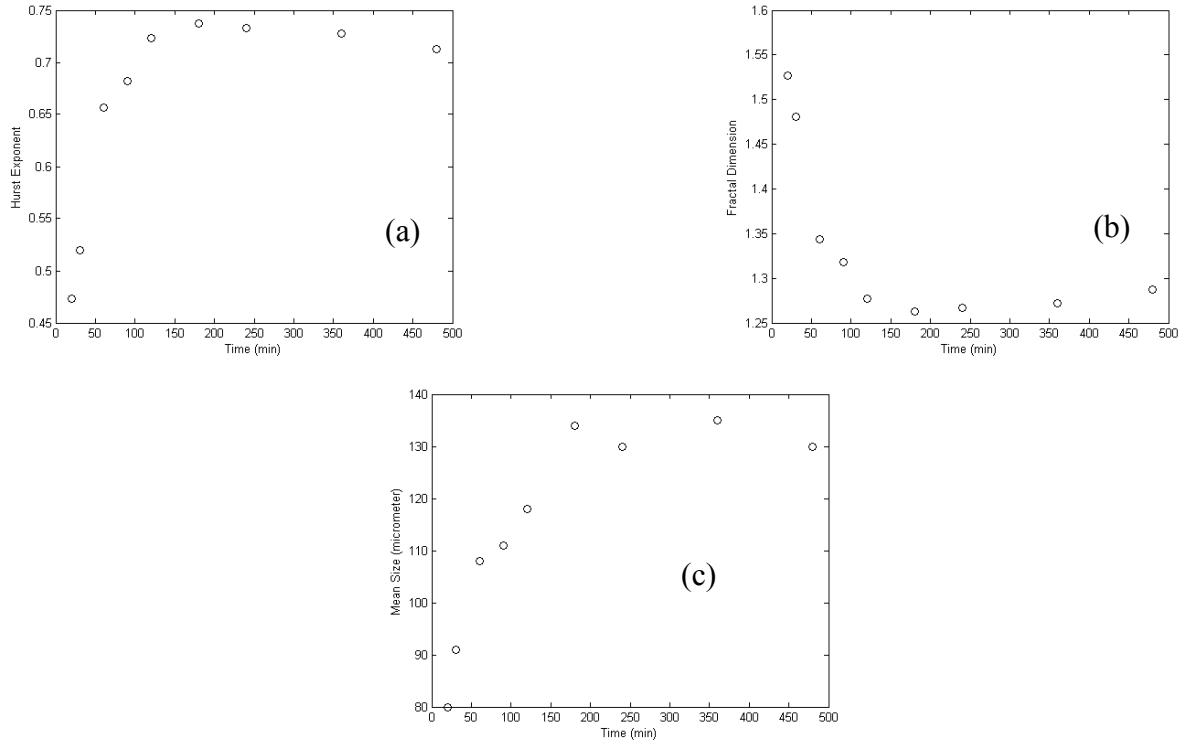 0.75
0.7
0.65
0.6
0.55
0.5
0.45
0 50 100 150 200 250 300 350 400 450 500
Time (min)
Hurst Exponent
(a)
1.6
1.55
1.5
1.45
1.4
1.35
1.3
1.25
0 50 100 150 200 250 300 350 400 450 500
Time (min)
Fractal Dimension
(b)
140
130
120
110
100
90
80
0 50 100 150 200 250 300 350 400 450 500
Time (min)
Mean Size (micrometer)
(c)